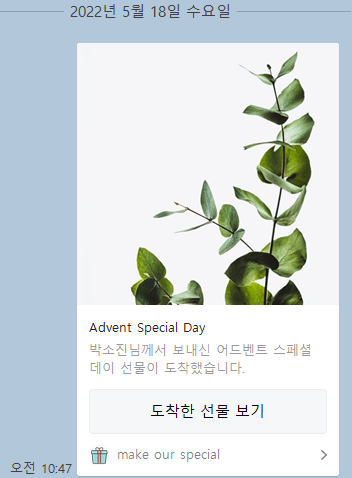 2022년 5월 18일 수요일
Advent Special Day
박소진님께서 보내신 어드벤트 스페셜
데이 선물이 도착했습니다.
도착한 선물 보기
make our special
오전 10:47